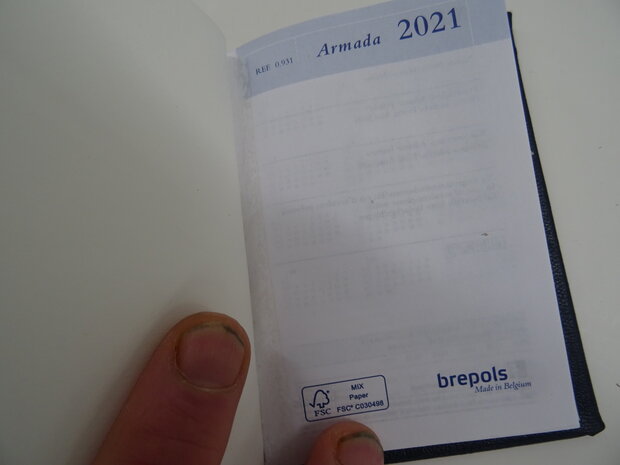 REF 0.931 Armada 2021
brepols
Made in Belgium
FSC
MIX
Paper
FSC® C030498